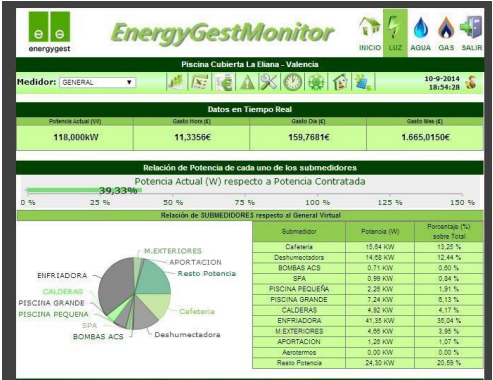 e e
energygest
EnergyGestMonitor
INICIO LUZ AGUA GAS SALIR
Piscina Cubierta La Eliana - Valencia
Medidor: GENERAL
10-9-2014
18:54:28
Datos en Tiempo Real
Potencia Actual (W) Gasto Hora (£) Gasto Día (£) Gasto Mes (£)
118,000kW 11,3356€ 159,7681€ 1.665,0150€
Relación de Potencia de cada uno de los submedidores
Potencia Actual (W) respecto a Potencia Contratada
39,33%
0 % 25 % 50 % 75 % 100 % 125 % 150 %
Relación de SUBMEDIDORES respecto al General Virtual
M.EXTERIORES
APORTACION
Resto Potencia
ENFRIADORA
CALDERAS
PISCINA GRANDE
PISCINA PEQUENA
SPA
BOMBAS ACS
Deshumectadora
Cafeteria
Submedidor Potencia (W) Porcentaje (%) sobre Total
Cafeteria 15,64 KW 13,25 %
Deshumectadora 14,68 KW 12,44 %
BOMBAS ACS 0,71 KW 0,60 %
SPA 0,99 KW 0,84 %
PISCINA PEQUEÑA 2,26 KW 1,91 %
PISCINA GRANDE 7,24 KW 6,13 %
CALDERAS 4,92 KW 4,17 %
ENFRIADORA 41,35 KW 35,04 %
M.EXTERIORES 4,66 KW 3,95 %
APORTACION 1,26 KW 1,07 %
Aerotermos 0,00 KW 0,00 %
Resto Potencia 24,30 KW 20,59 %